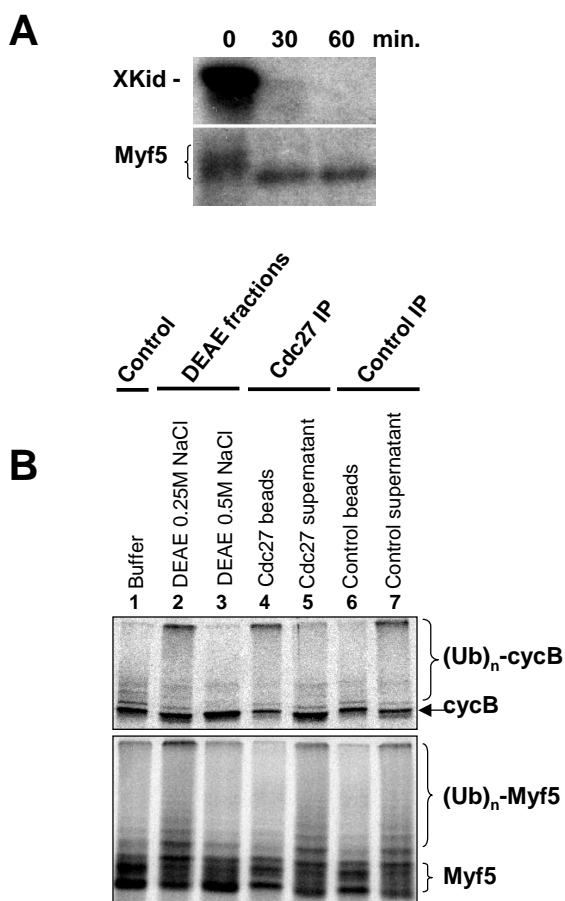 A
0 30 60 min.
XKid -
Myf5
Control
DEAE fractions
Cdc27 IP
Control IP
B
Buffer
DEAE 0.25M NaCl
DEAE 0.5M NaCl
Cdc27 beads
Cdc27 supernatant
Control beads
Control supernatant
1 2 3 4 5 6 7
(Ub)n-cycB
cycB
(Ub)n-Myf5
Myf5